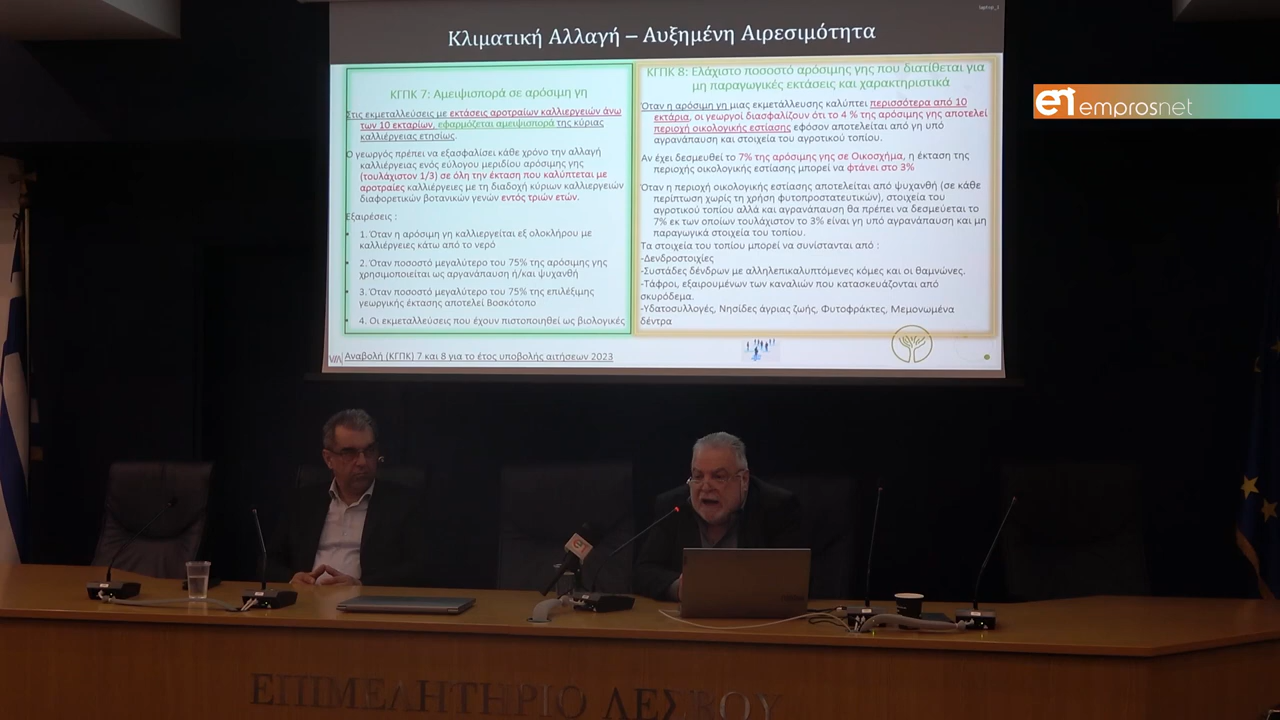 laptop_1
Κλιματική Αλλαγή – Αυξημένη Αιρεσιμότητα
ΚΓΠΚ 7: Αμειψισπορά σε αρόσιμη γη
Στις εκμεταλλεύσεις με εκτάσεις αροτραίων καλλιεργειών άνω
των 10 εκταρίων, εφαρμόζεται αμειψισπορά της κύριας
καλλιέργειας ετησίως.
Ο γεωργός πρέπει να εξασφαλίσει κάθε χρόνο την αλλαγή
καλλιέργειας ενός εύλογου μεριδίου αρόσιμης γης
(τουλάχιστον 1/3) σε όλη την έκταση που καλύπτεται με
αροτραίες καλλιέργειες με τη διαδοχή κύριων καλλιεργειών
διαφορετικών βοτανικών γενών εντός τριών ετών.
Εξαιρέσεις :
• 1. Όταν η αρόσιμη γη καλλιεργείται εξ ολοκλήρου με
καλλιέργειες κάτω από το νερό
• 2. Όταν ποσοστό μεγαλύτερο του 75% της αρόσιμης γης
χρησιμοποιείται ως αργανάπαυση ή/και ψυχανθή
• 3. Όταν ποσοστό μεγαλύτερο του 75% της επιλέξιμης
γεωργικής έκτασης αποτελεί Βοσκότοπο
• 4. Οι εκμεταλλεύσεις που έχουν πιστοποιηθεί ως βιολογικές
ΚΓΠΚ 8: Ελάχιστο ποσοστό αρόσιμης γης που διατίθεται για
μη παραγωγικές εκτάσεις και χαρακτηριστικά
Όταν η αρόσιμη γη μιας εκμετάλλευσης καλύπτει περισσότερα από 10
εκτάρια, οι γεωργοί διασφαλίζουν ότι το 4 % της αρόσιμης γης αποτελεί
περιοχή οικολογικής εστίασης εφόσον αποτελείται από γη υπό
αγρανάπαυση και στοιχεία του αγροτικού τοπίου.
Αν έχει δεσμευθεί το 7% της αρόσιμης γης σε Οικοσχήμα, η έκταση της
περιοχής οικολογικής εστίασης μπορεί να φτάνει στο 3%
Όταν η περιοχή οικολογικής εστίασης αποτελείται από ψυχανθή (σε κάθε
περίπτωση χωρίς τη χρήση φυτοπροστατευτικών), στοιχεία του
αγροτικού τοπίου αλλά και αγρανάπαυση θα πρέπει να δεσμεύεται το
7% εκ των οποίων τουλάχιστον το 3% είναι γη υπό αγρανάπαυση και μη
παραγωγικά στοιχεία του τοπίου.
Τα στοιχεία του τοπίου μπορεί να συνίστανται από :
-Δενδροστοιχίες
-Συστάδες δένδρων με αλληλεπικαλυπτόμενες κόμες και οι θαμνώνες.
-Τάφροι, εξαιρουμένων των καναλιών που κατασκευάζονται από
σκυρόδεμα.
-Υδατοσυλλογές, Νησίδες άγριας ζωής, Φυτοφράκτες, Μεμονωμένα
δέντρα
Αναβολή (ΚΓΠΚ) 7 και 8 για το έτος υποβολής αιτήσεων 2023
emprosnet
ΕΠΙΜΕΛΗΤΗΡΙΟ ΛΕΣΒΟΥ